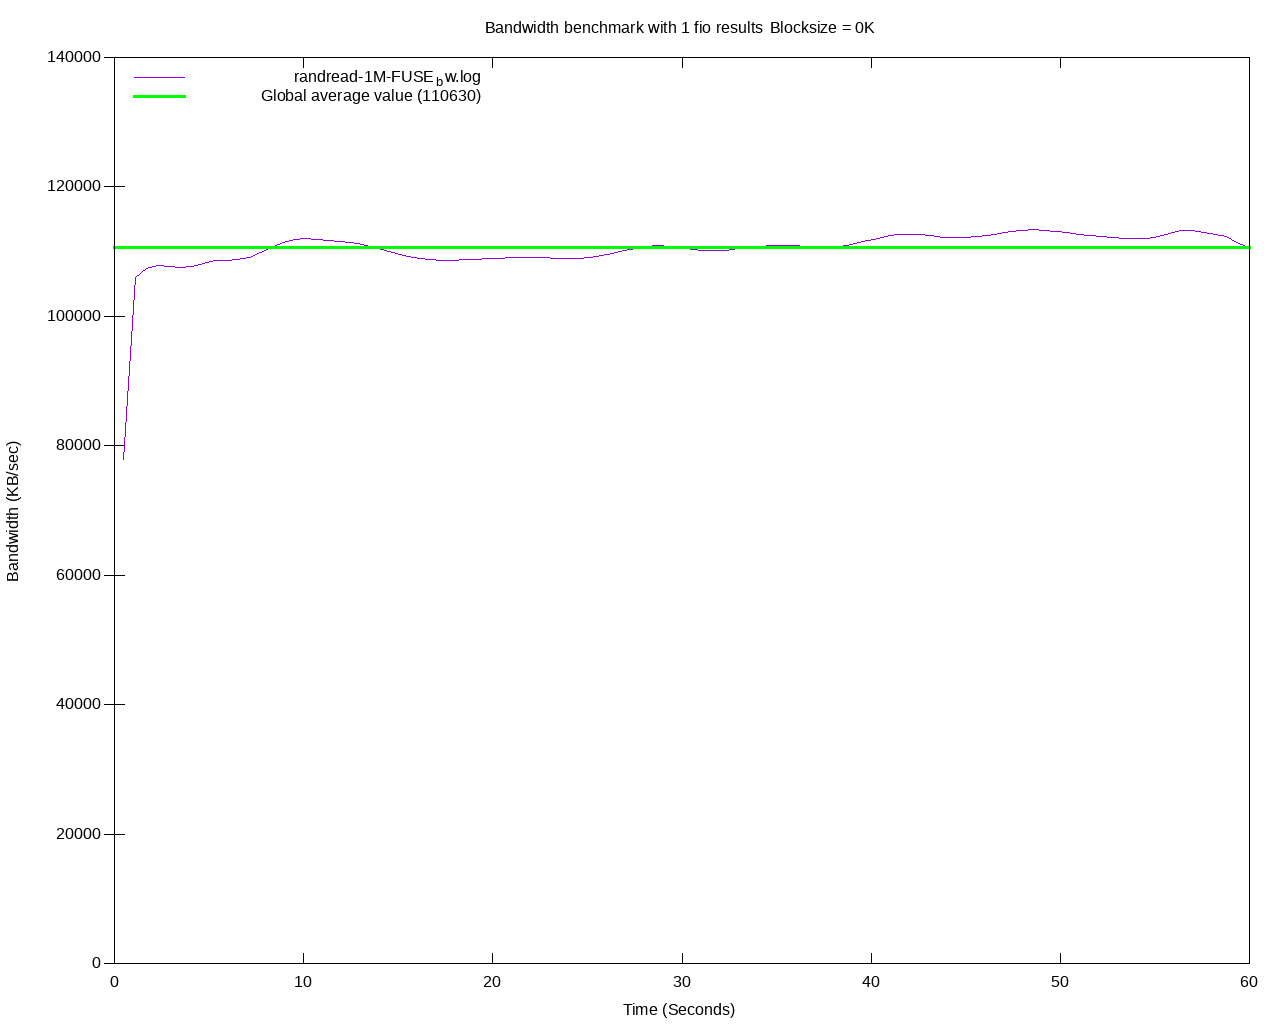 Bandwidth benchmark with 1 fio results Blocksize = 0K
140000
randread-1M-FUSE_bw.log
Global average value (110630)
120000
100000
80000
60000
40000
20000
0
Bandwidth (KB/sec)
0 10 20 30 40 50 60
Time (Seconds)